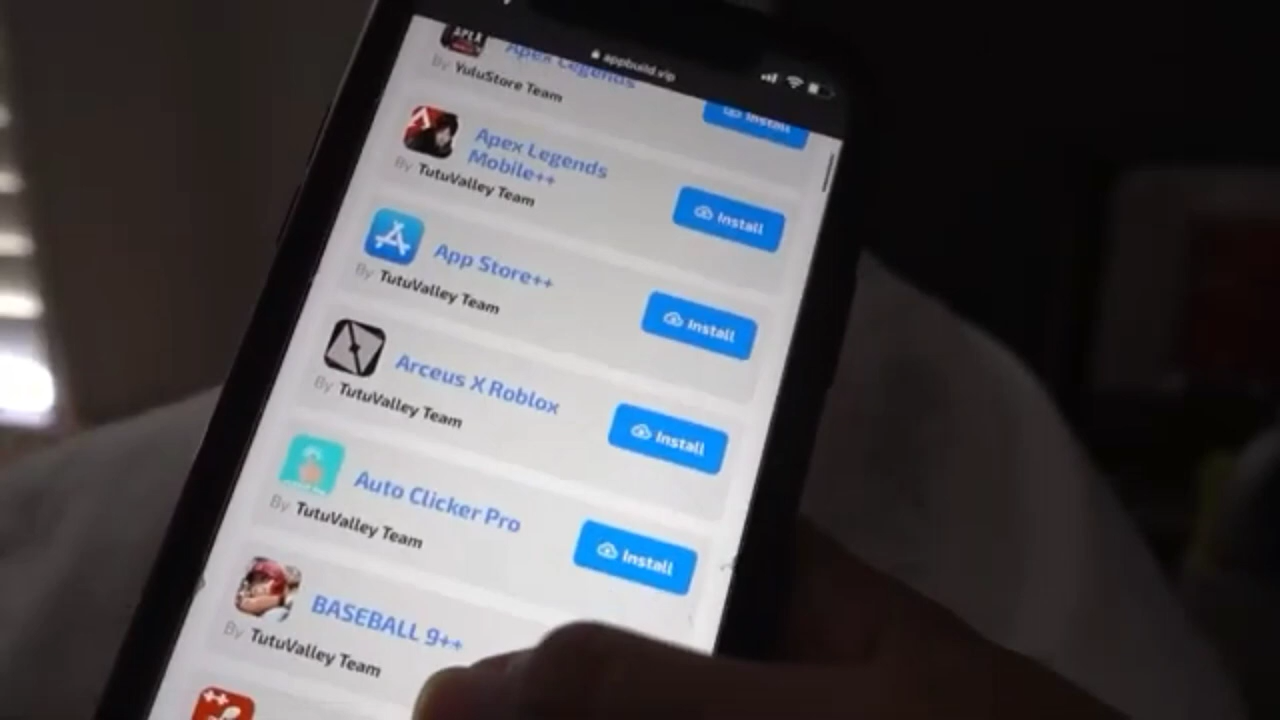 appbuild.vip
APEX
Apex Legends
By YuluStore Team
Install
Apex Legends
Mobile++
By TutuValley Team
Install
App Store++
By TutuValley Team
Install
Arceus X Roblox
By TutuValley Team
Install
Auto Clicker Pro
By TutuValley Team
Install
BASEBALL 9++
By TutuValley Team
++